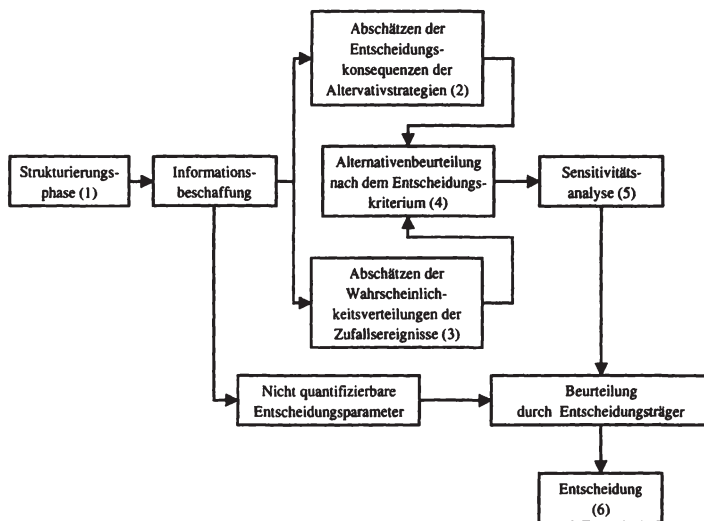 Abschätzen der
Entscheidungs-
konsequenzen der
Altervativstrategien (2)
Strukturierungs-
phase (1)
Informations-
beschaffung
Alternativenbeurteilung
nach dem Entscheidungs-
kriterium (4)
Sensitivitäts-
analyse (5)
Abschätzen der
Wahrscheinlich-
keitsverteilungen der
Zufallsereignisse (3)
Nicht quantifizierbare
Entscheidungsparameter
Beurteilung
durch Entscheidungsträger
Entscheidung
(6)